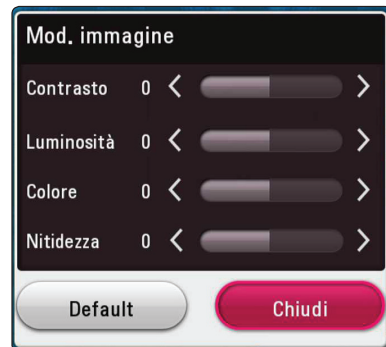 Mod. immagine
Contrasto 0
Luminosità 0
Colore 0
Nitidezza 0
Default Chiudi